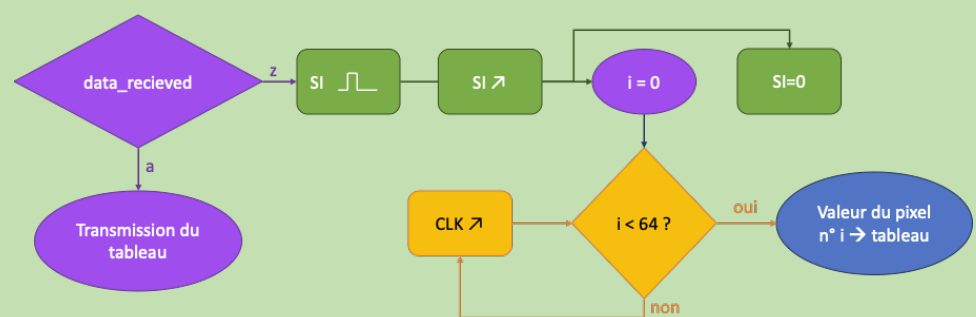 data_recieved
z
SI
SI ↗
i = 0
SI=0
a
Transmission du
tableau
CLK ↗
i < 64 ?
oui
Valeur du pixel
n° i → tableau
non